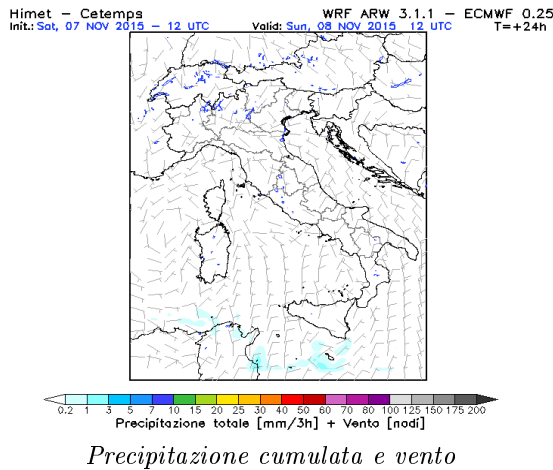 Himet – Cetemps WRF ARW 3.1.1 – ECMWF 0.25
Init.: Sat, 07 NOV 2015 – 12 UTC Valid: Sun, 08 NOV 2015 12 UTC T=+24h
0.2 1 3 5 7 10 15 20 25 30 40 50 60 70 80 100 125 150 175 200
Precipitazione totale [mm/3h] + Vento [nodi]
Precipitazione cumulata e vento